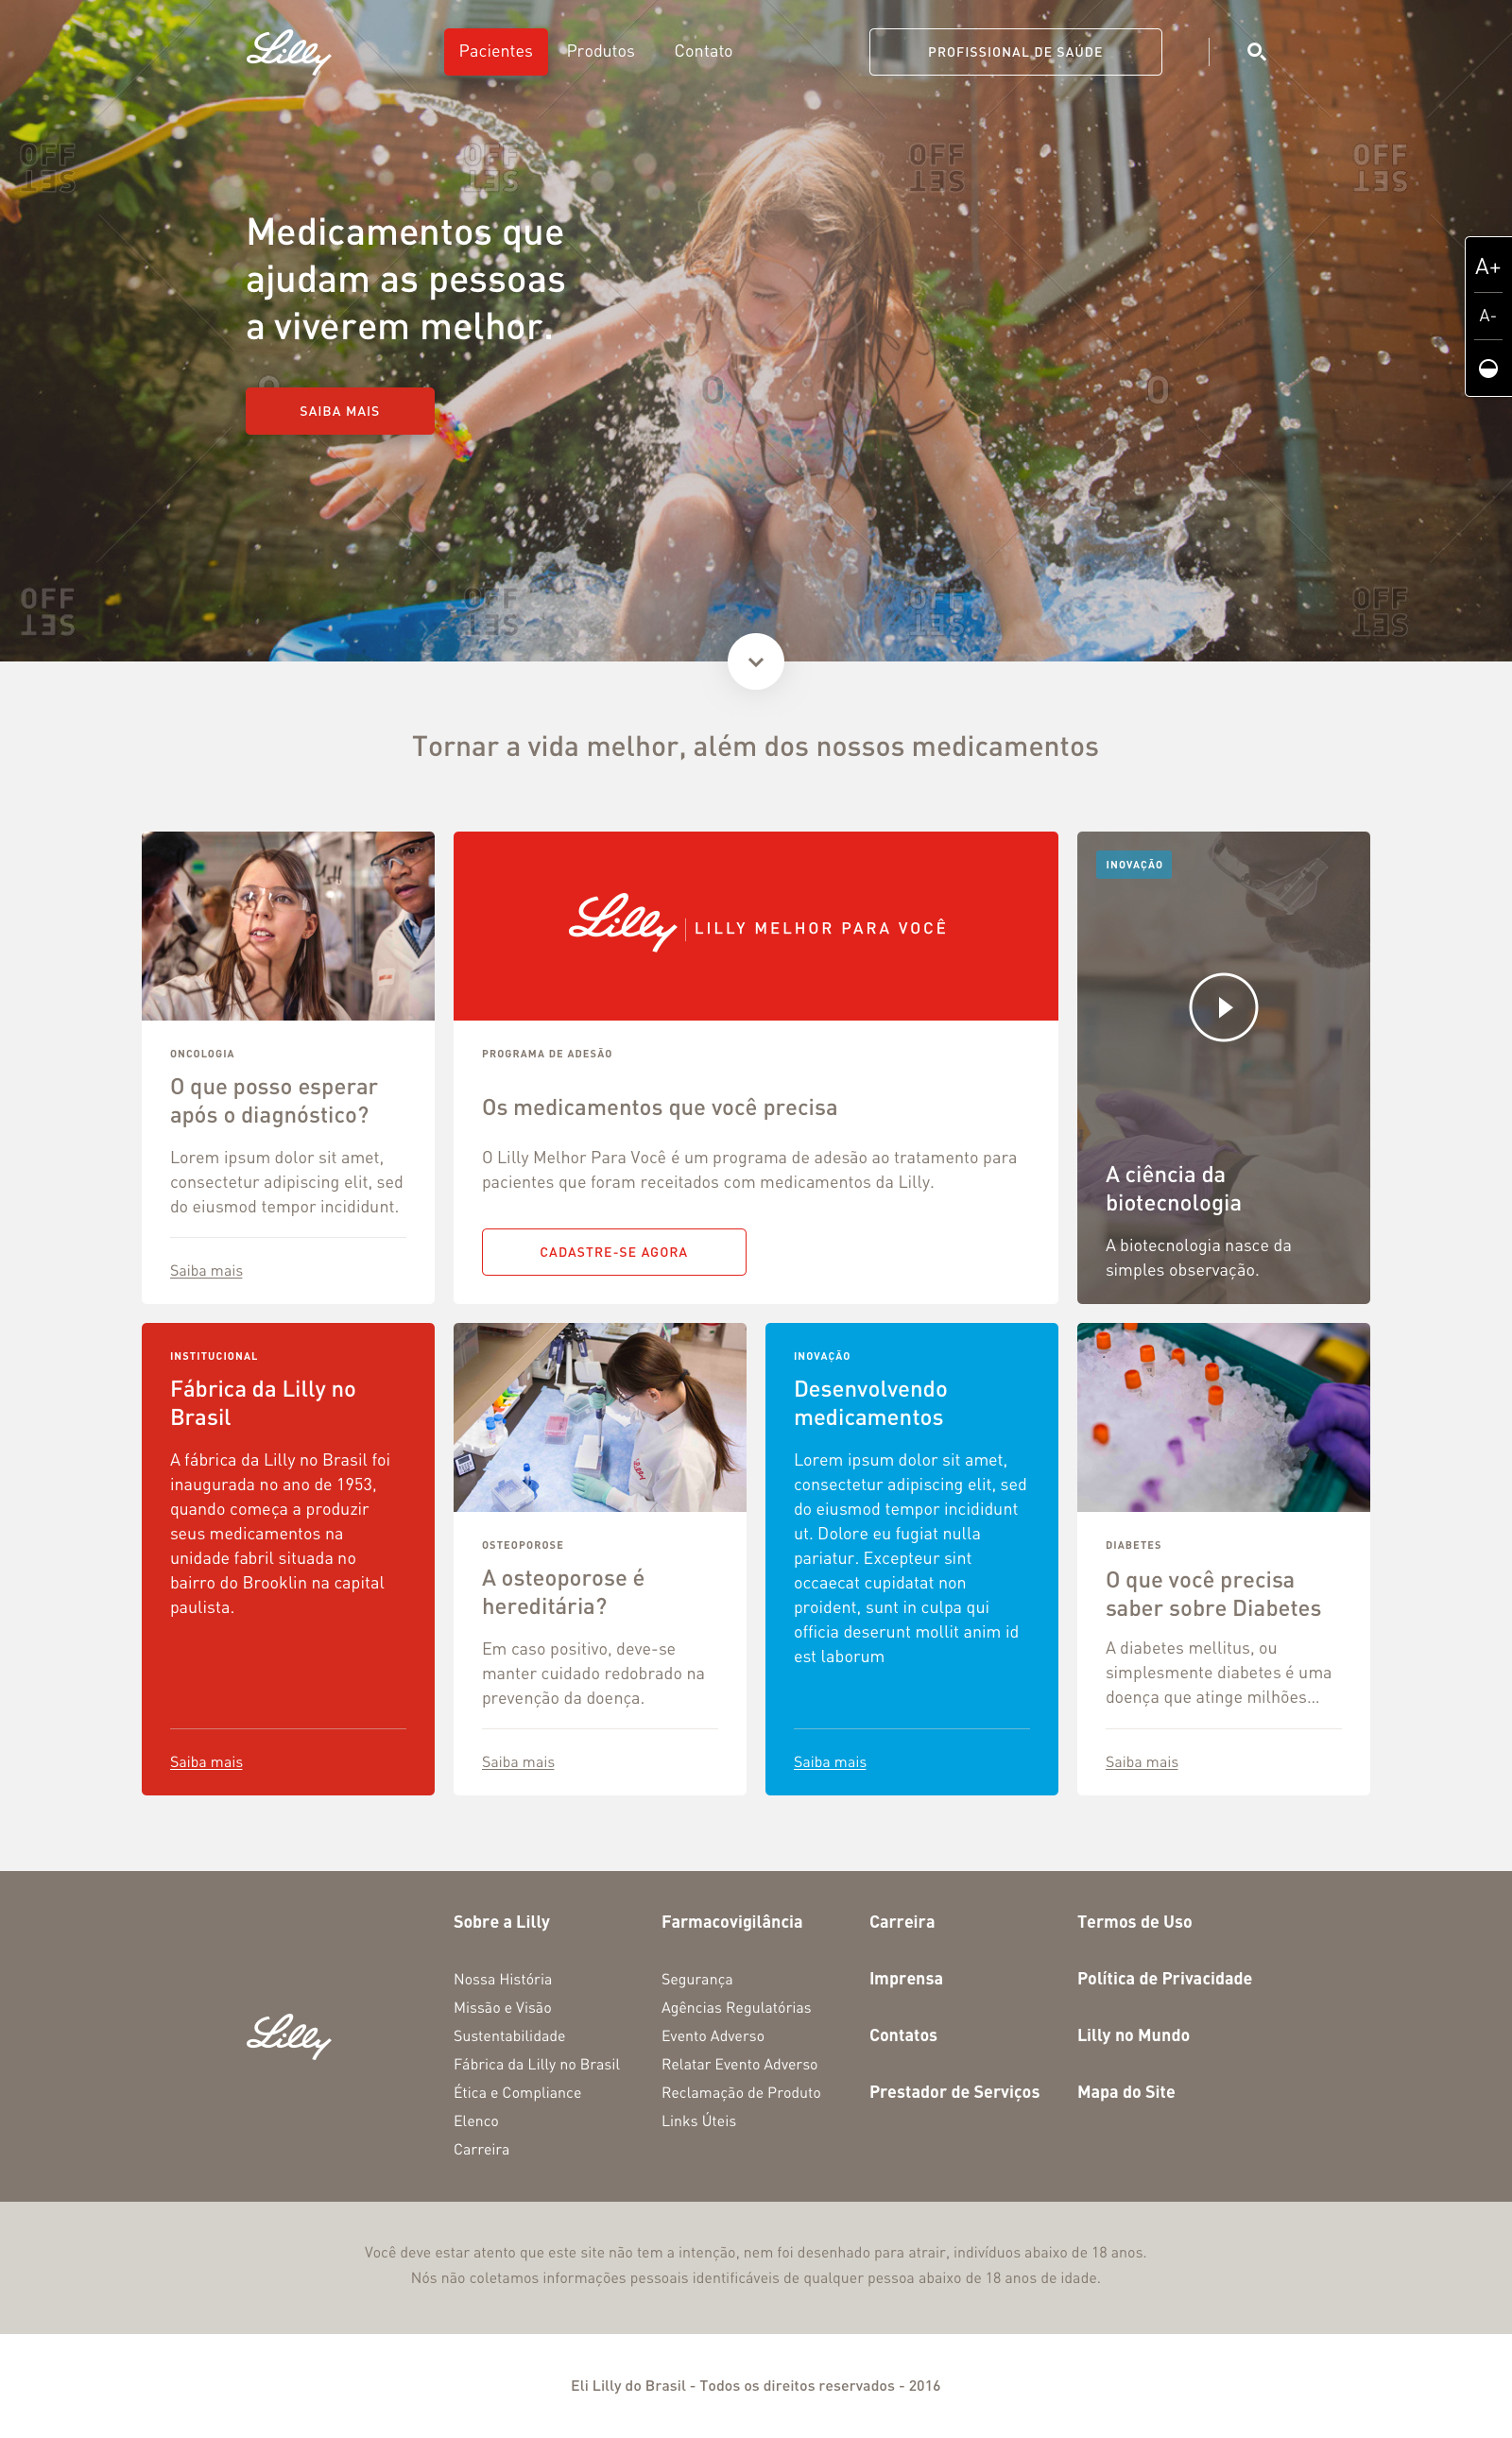 Lilly
Pacientes
Produtos
Contato
PROFISSIONAL DE SAÚDE
OFF
SET
OFF
SET
OFF
SET
OFF
SET
A+
A-
Medicamentos que
ajudam as pessoas
a viverem melhor.
O
O
O
SAIBA MAIS
OFF
SET
OFF
SET
OFF
SET
OFF
SET
Tornar a vida melhor, além dos nossos medicamentos
ONCOLOGIA
O que posso esperar
após o diagnóstico?
Lorem ipsum dolor sit amet,
consectetur adipiscing elit, sed
do eiusmod tempor incididunt.
Saiba mais
Lilly LILLY MELHOR PARA VOCÊ
PROGRAMA DE ADESÃO
Os medicamentos que você precisa
O Lilly Melhor Para Você é um programa de adesão ao tratamento para
pacientes que foram receitados com medicamentos da Lilly.
CADASTRE-SE AGORA
INOVAÇÃO
A ciência da
biotecnologia
A biotecnologia nasce da
simples observação.
INSTITUCIONAL
Fábrica da Lilly no
Brasil
A fábrica da Lilly no Brasil foi
inaugurada no ano de 1953,
quando começa a produzir
seus medicamentos na
unidade fabril situada no
bairro do Brooklin na capital
paulista.
Saiba mais
Lilly
OSTEOPOROSE
A osteoporose é
hereditária?
Em caso positivo, deve-se
manter cuidado redobrado na
prevenção da doença.
Saiba mais
INOVAÇÃO
Desenvolvendo
medicamentos
Lorem ipsum dolor sit amet,
consectetur adipiscing elit, sed
do eiusmod tempor incididunt
ut. Dolore eu fugiat nulla
pariatur. Excepteur sint
occaecat cupidatat non
proident, sunt in culpa qui
officia deserunt mollit anim id
est laborum
Saiba mais
DIABETES
O que você precisa
saber sobre Diabetes
A diabetes mellitus, ou
simplesmente diabetes é uma
doença que atinge milhões...
Saiba mais
Lilly
Sobre a Lilly
Nossa História
Missão e Visão
Sustentabilidade
Fábrica da Lilly no Brasil
Ética e Compliance
Elenco
Carreira
Farmacovigilância
Segurança
Agências Regulatórias
Evento Adverso
Relatar Evento Adverso
Reclamação de Produto
Links Úteis
Carreira
Imprensa
Contatos
Prestador de Serviços
Termos de Uso
Política de Privacidade
Lilly no Mundo
Mapa do Site
Você deve estar atento que este site não tem a intenção, nem foi desenhado para atrair, indivíduos abaixo de 18 anos.
Nós não coletamos informações pessoais identificáveis de qualquer pessoa abaixo de 18 anos de idade.
Eli Lilly do Brasil - Todos os direitos reservados - 2016